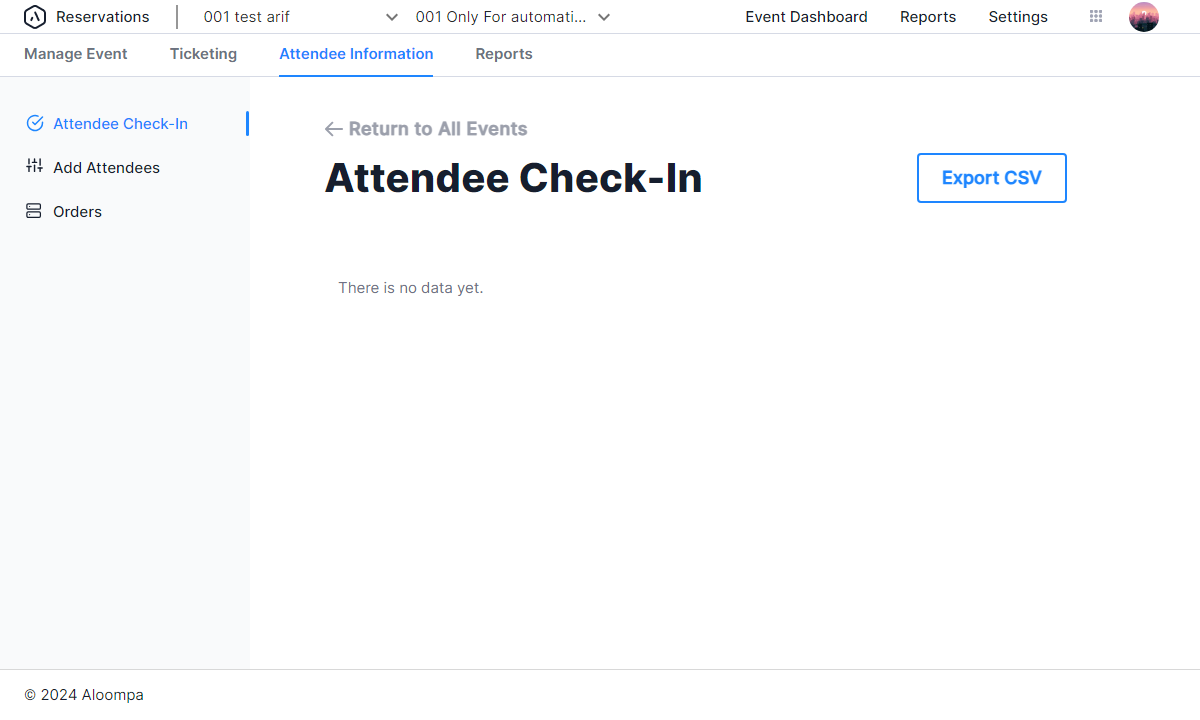 Reservations 001 test arif 001 Only For automati... Event Dashboard Reports Settings
Manage Event Ticketing Attendee Information Reports
Attendee Check-In
Add Attendees
Orders
Return to All Events
Attendee Check-In
Export CSV
There is no data yet.
© 2024 Aloompa